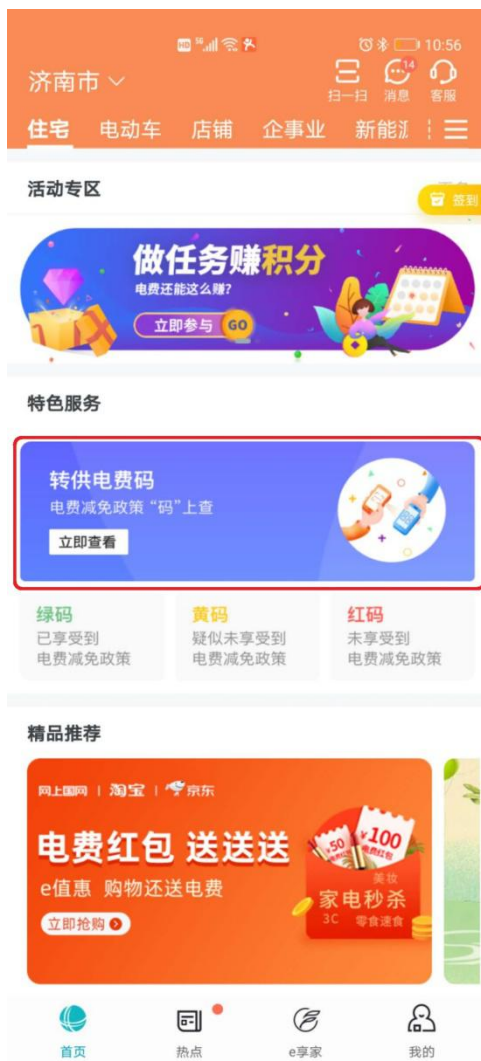 HD 5G 10:56
济南市
扫一扫 消息 14 客服
住宅 电动车 店铺 企事业 新能源
活动专区
签到
做任务赚积分
电费还能这么赚?
立即参与 GO
特色服务
转供电费码
电费减免政策“码”上查
立即查看
绿码 黄码 红码
已享受到 疑似未享受到 未享受到
电费减免政策 电费减免政策 电费减免政策
精品推荐
网上国网 | 淘宝 | 京东
电费红包 送送送
e值惠 购物还送电费
立即抢购
¥50 ¥100
电费红包
美妆
家电秒杀
3C 零食速食
首页 热点 e享家 我的